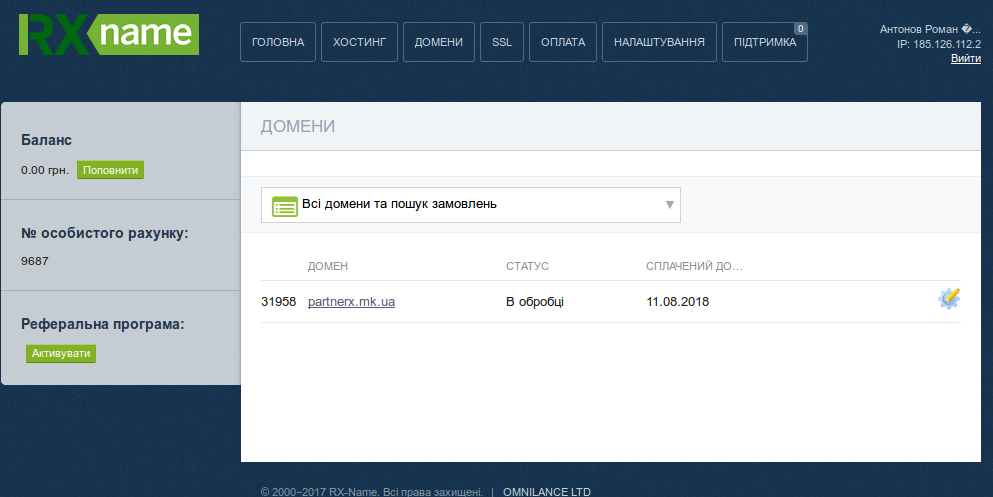 RXname
ГОЛОВНА ХОСТИНГ ДОМЕНИ SSL ОПЛАТА НАЛАШТУВАННЯ ПІДТРИМКА 0
Антонов Роман �...
IP: 185.126.112.2
Вийти
Баланс
0.00 грн. Поповнити
№ особистого рахунку:
9687
Реферальна програма:
Активувати
ДОМЕНИ
Всі домени та пошук замовлень
ДОМЕН СТАТУС СПЛАЧЕНИЙ ДО...
31958 partnerx.mk.ua В обробці 11.08.2018
© 2000–2017 RX-Name. Всі права захищені. | OMNILANCE LTD